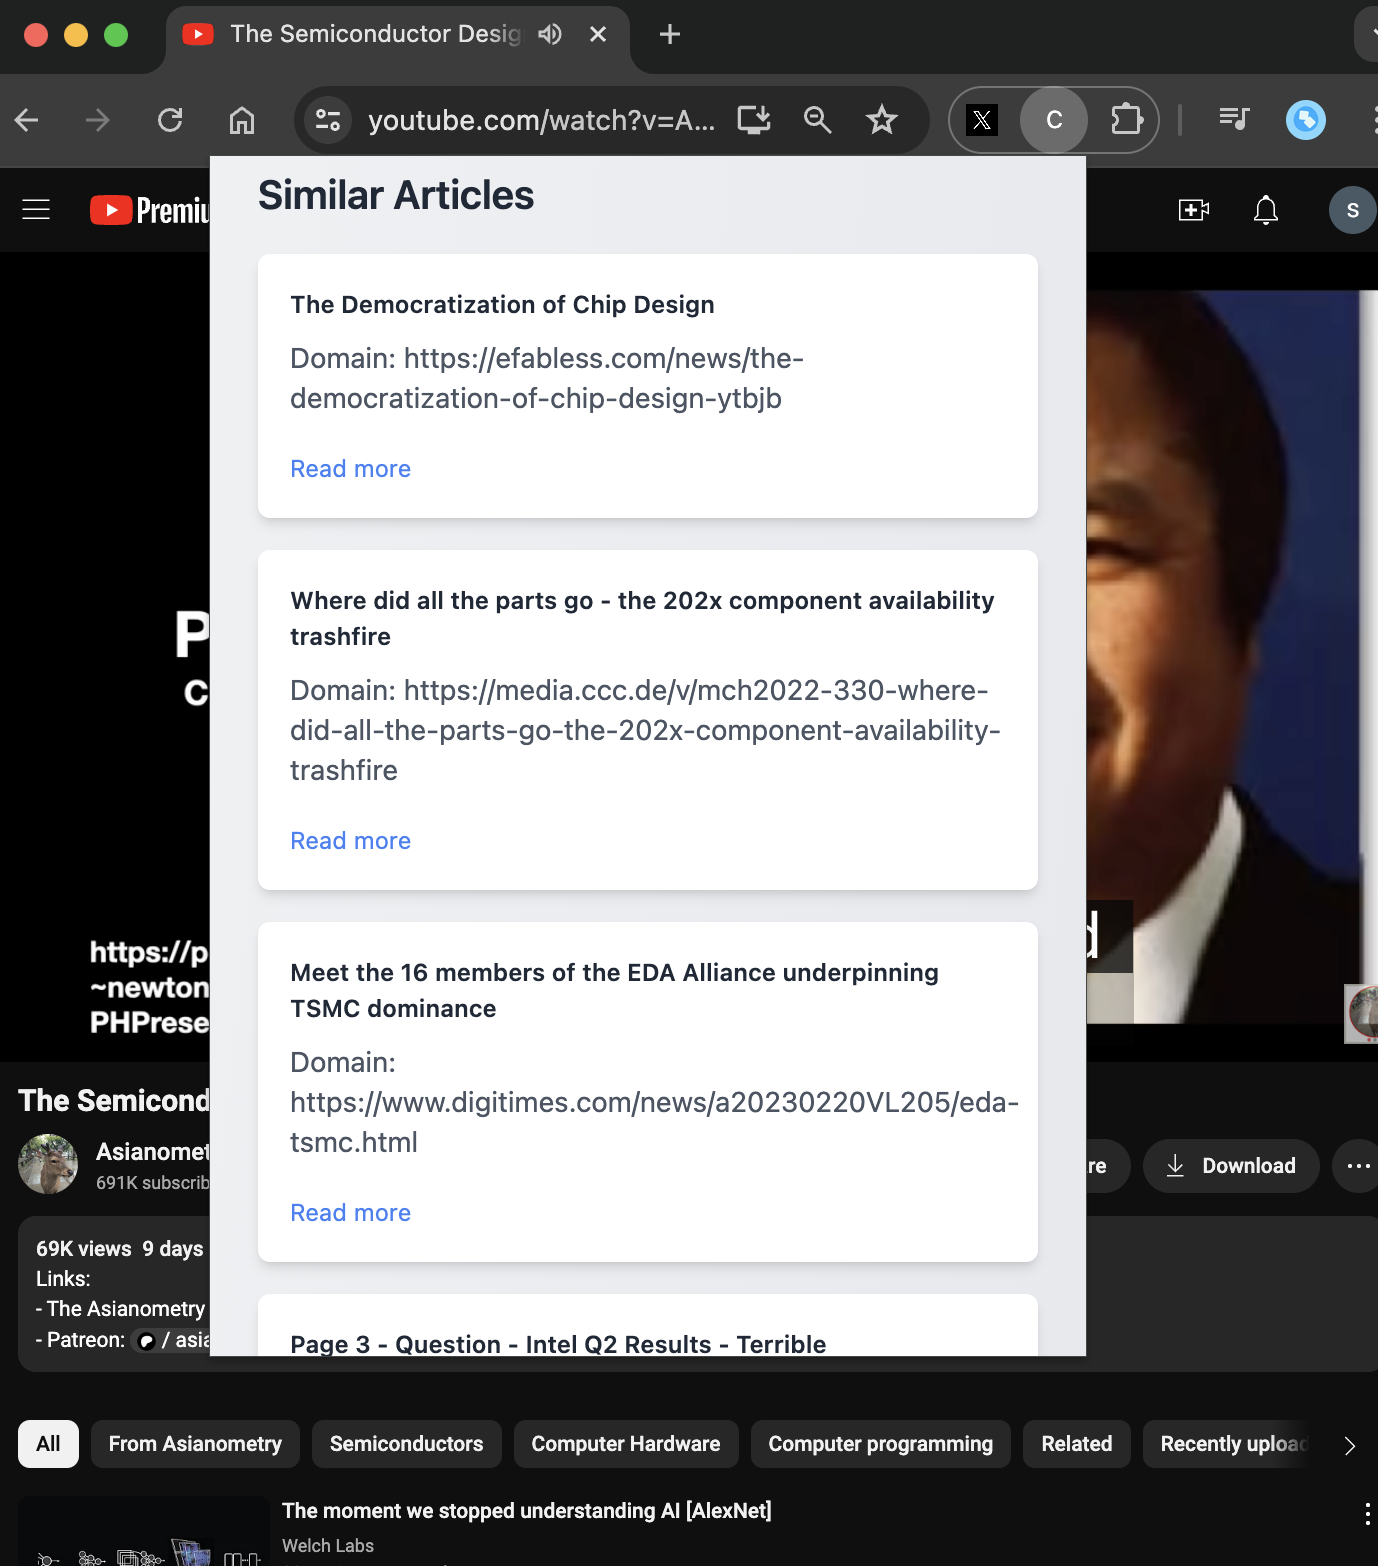 The Semiconductor Desig
youtube.com/watch?v=A...
C
Premiu
S
Similar Articles
The Democratization of Chip Design
Domain: https://efabless.com/news/the-
democratization-of-chip-design-ytbjb
Read more
Where did all the parts go - the 202x component availability
trashfire
Domain: https://media.ccc.de/v/mch2022-330-where-
did-all-the-parts-go-the-202x-component-availability-
trashfire
Read more
Meet the 16 members of the EDA Alliance underpinning
TSMC dominance
Domain:
https://www.digitimes.com/news/a20230220VL205/eda-
tsmc.html
Read more
Page 3 - Question - Intel Q2 Results - Terrible
P
C
d
https://p
~newton
PHPrese
The Semicond
Asianomet
691K subscrib
re
Download
69K views 9 days
Links:
- The Asianometry
- Patreon: / asia
All
From Asianometry
Semiconductors
Computer Hardware
Computer programming
Related
Recently upload
The moment we stopped understanding AI [AlexNet]
Welch Labs